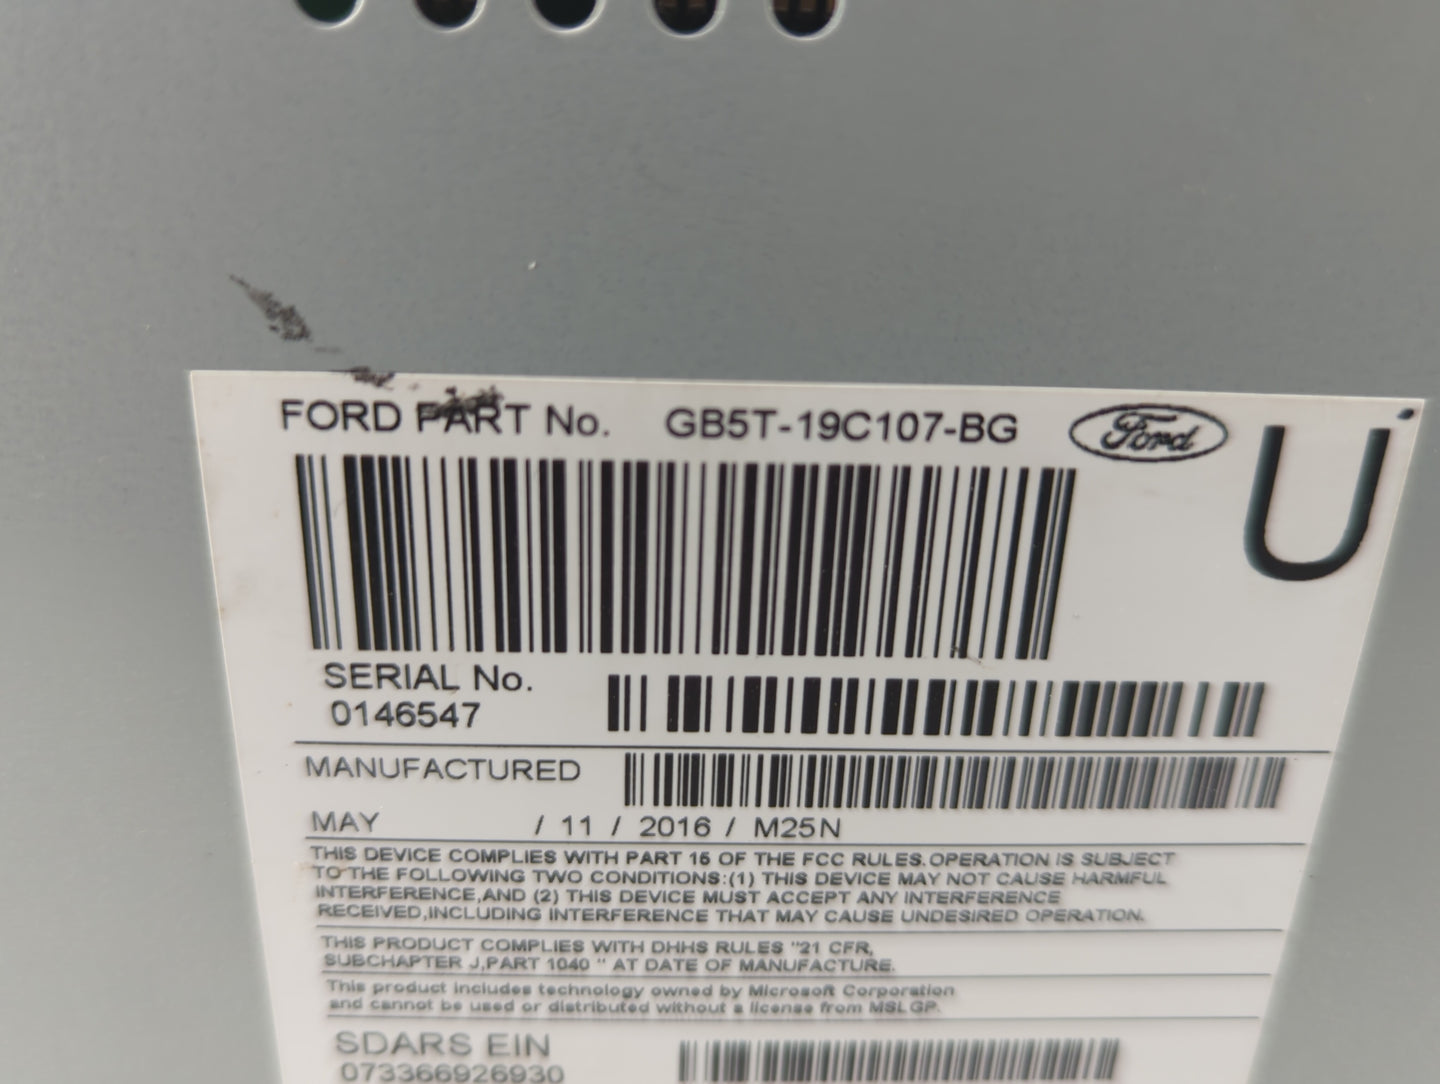 FORD PART No. GB5T-19C107-BG Ford
U
SERIAL No.
0146547
MANUFACTURED
MAY / 11 / 2016 / M25N
THIS DEVICE COMPLIES WITH PART 15 OF THE FCC RULES.OPERATION IS SUBJECT
TO THE FOLLOWING TWO CONDITIONS:(1) THIS DEVICE MAY NOT CAUSE HARMFUL
INTERFERENCE,AND (2) THIS DEVICE MUST ACCEPT ANY INTERFERENCE
RECEIVED,INCLUDING INTERFERENCE THAT MAY CAUSE UNDESIRED OPERATION.
THIS PRODUCT COMPLIES WITH DHHS RULES "21 CFR,
SUBCHAPTER J,PART 1040 " AT DATE OF MANUFACTURE.
This product includes technology owned by Microsoft Corporation
and cannot be used or distributed without a license from MSLGP.
SDARS EIN
073366926930